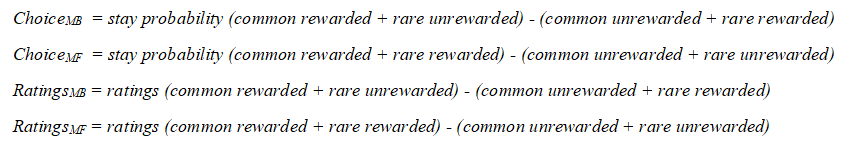 ChoiceMB = stay probability (common rewarded + rare unrewarded) - (common unrewarded + rare rewarded)
ChoiceMF = stay probability (common rewarded + rare rewarded) - (common unrewarded + rare unrewarded)
RatingsMB = ratings (common rewarded + rare unrewarded) - (common unrewarded + rare rewarded)
RatingsMF = ratings (common rewarded + rare rewarded) - (common unrewarded + rare unrewarded)